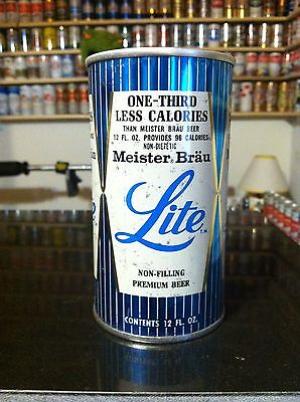 ONE-THIRD
LESS CALORIES
THAN MEISTER BRÄU BEER
12 FL. OZ. PROVIDES 96 CALORIES
NON-DIETETIC
Meister Bräu
Lite
NON-FILLING
PREMIUM BEER
CONTENTS 12 FL. OZ.